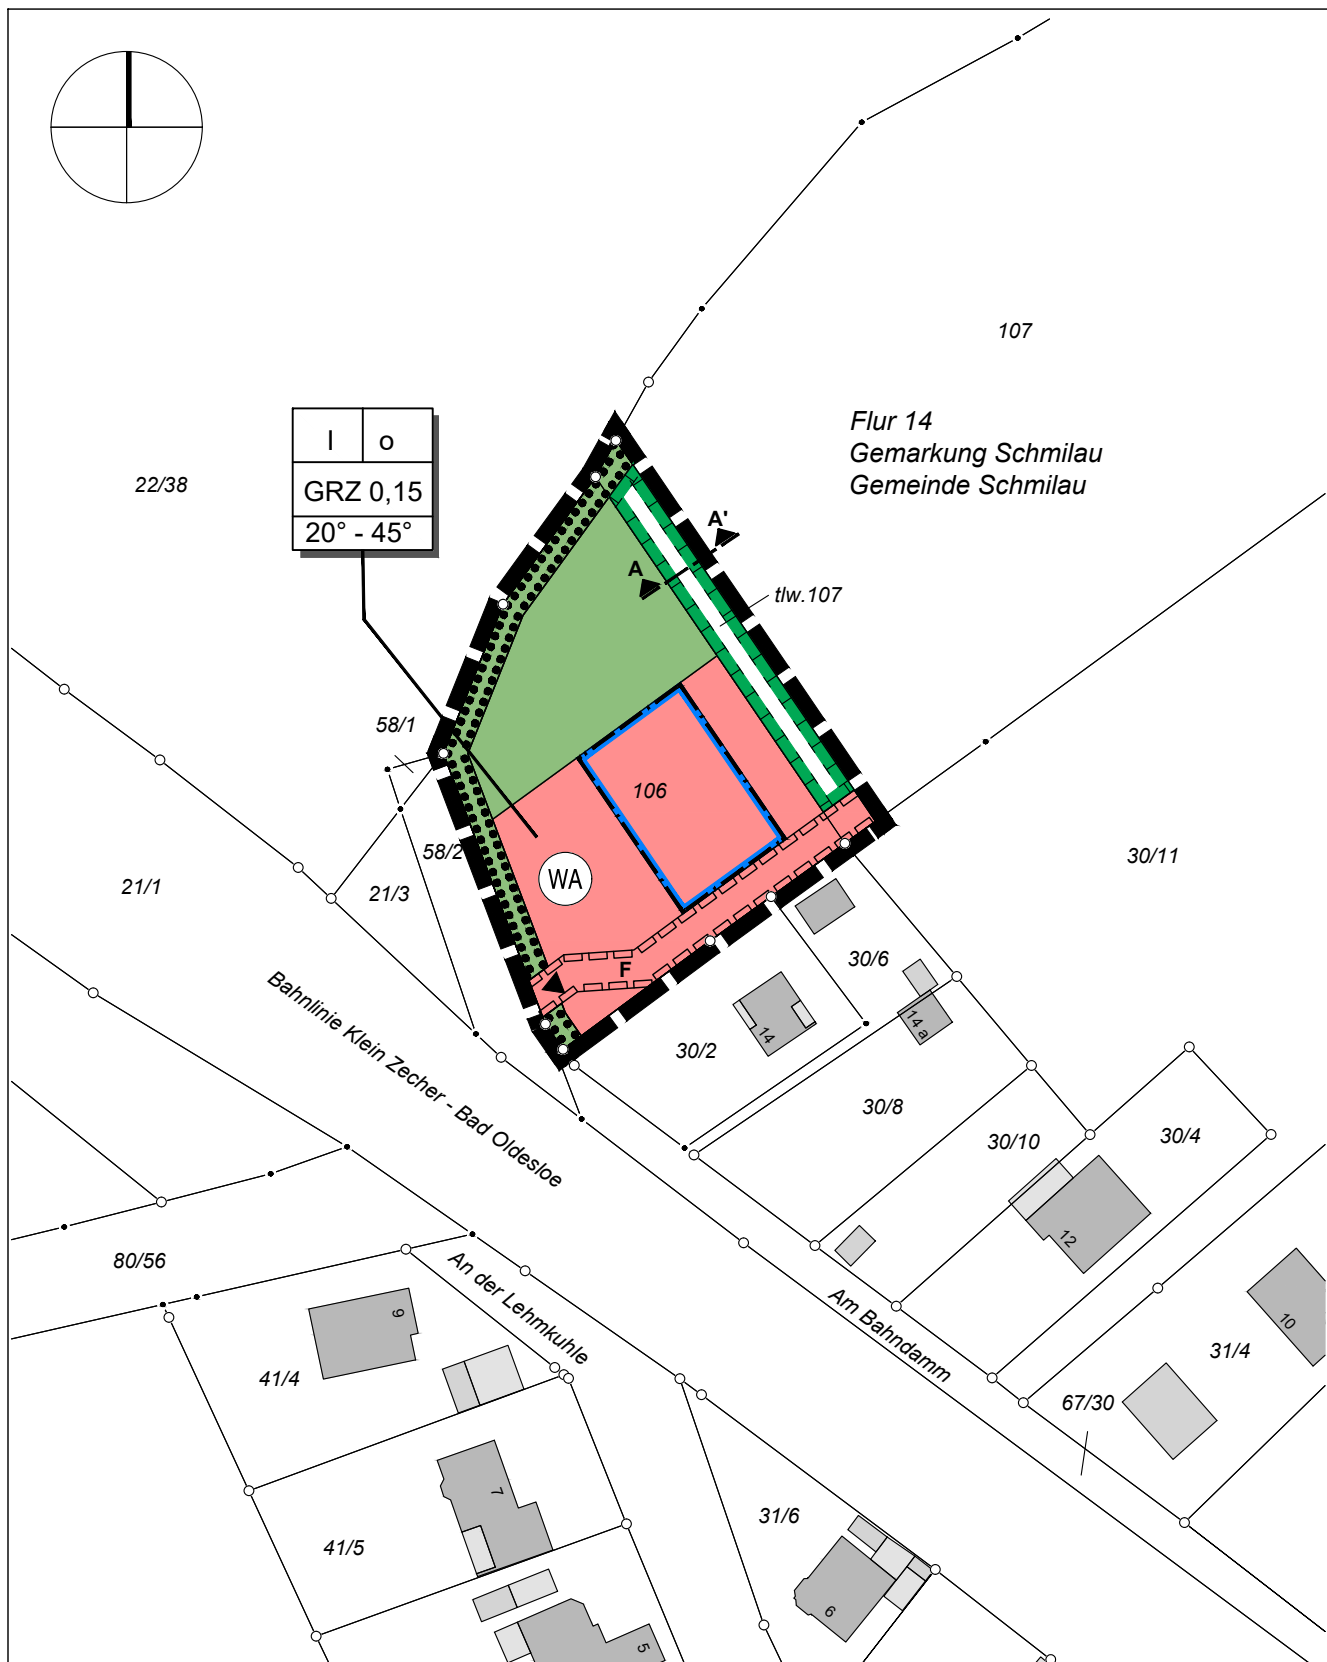 107
Flur 14
Gemarkung Schmilau
Gemeinde Schmilau
I o
GRZ 0,15
20° - 45°
22/38
A'
A
tlw.107
58/1
106
58/2
WA
30/11
21/1
21/3
F
30/6
14 a
14
30/2
Bahnlinie Klein Zecher - Bad Oldesloe
30/8
30/10
30/4
12
80/56
An der Lehmkuhle
Am Bahndamm
9
10
41/4
31/4
67/30
7
31/6
41/5
6
5